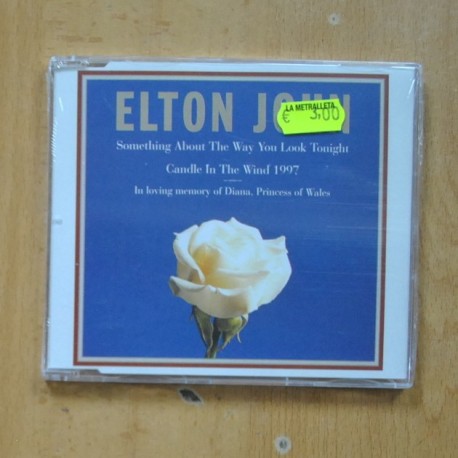 ELTON JOHN
LA METRALLETA
€ 3,00
Something About The Way You Look Tonight
Candle In The Wind 1997
In loving memory of Diana, Princess of Wales